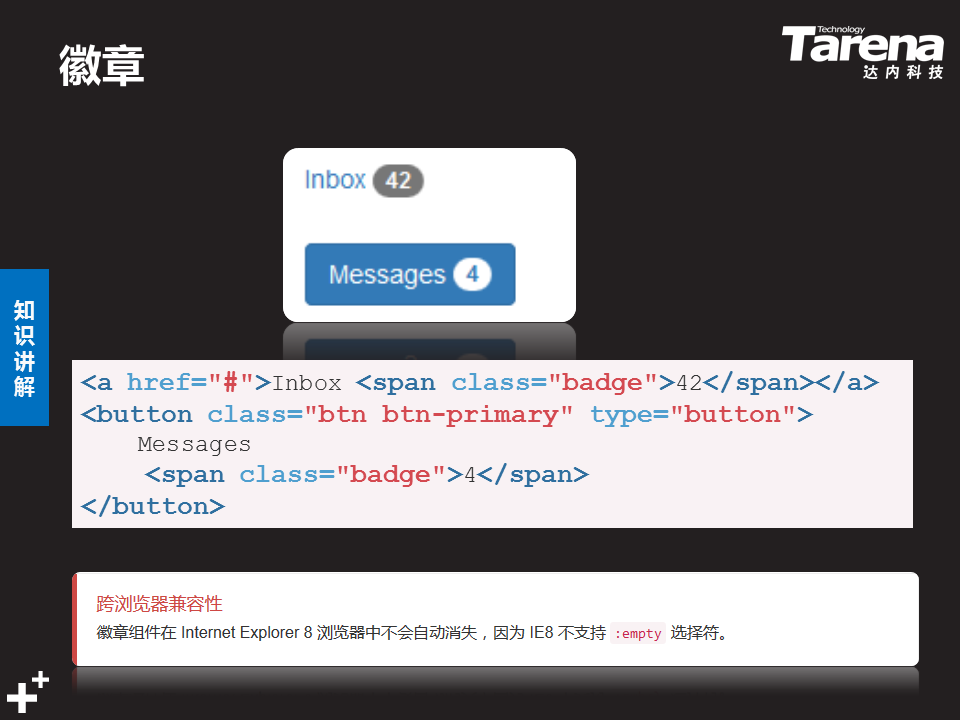 徽章
Technology
Tarena
达内科技
Inbox 42
Messages 4
知识讲解
<a href="#">Inbox <span class="badge">42</span></a>
<button class="btn btn-primary" type="button">
Messages
<span class="badge">4</span>
</button>
跨浏览器兼容性
徽章组件在 Internet Explorer 8 浏览器中不会自动消失，因为 IE8 不支持 :empty 选择符。